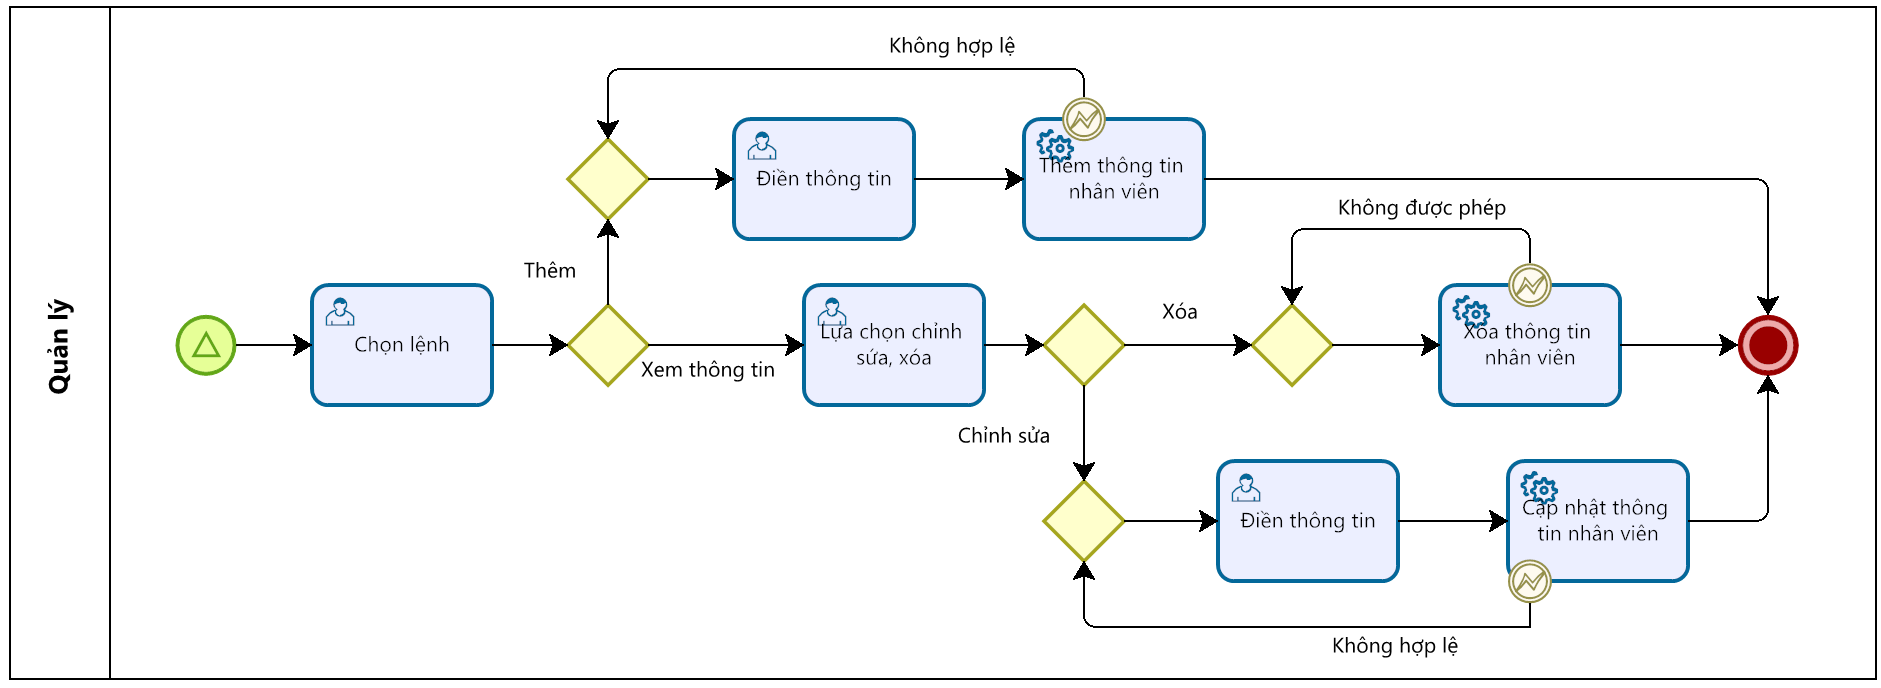 Quản lý
Không hợp lệ
Điền thông tin
Thêm thông tin
nhân viên
Không được phép
Thêm
Chọn lệnh
Xem thông tin
Lựa chọn chỉnh
sửa, xóa
Xóa
Xóa thông tin
nhân viên
Chỉnh sửa
Điền thông tin
Cập nhật thông
tin nhân viên
Không hợp lệ